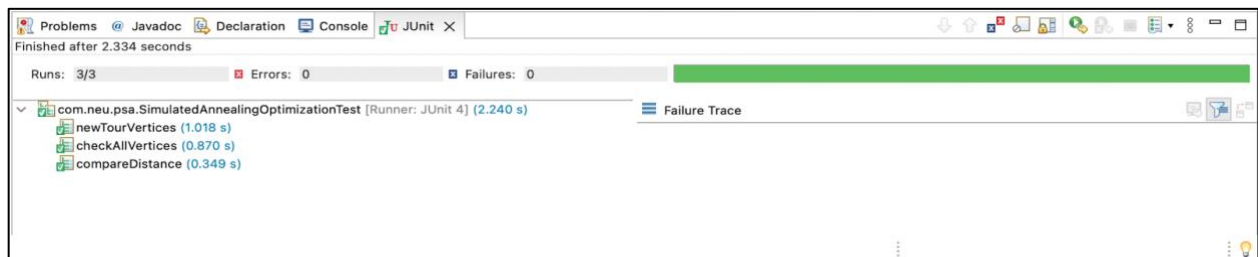 Problems @ Javadoc Declaration Console JU JUnit X
Finished after 2.334 seconds
Runs: 3/3 Errors: 0 Failures: 0
com.neu.psa.SimulatedAnnealingOptimizationTest [Runner: JUnit 4] (2.240 s) Failure Trace
newTourVertices (1.018 s)
checkAllVertices (0.870 s)
compareDistance (0.349 s)